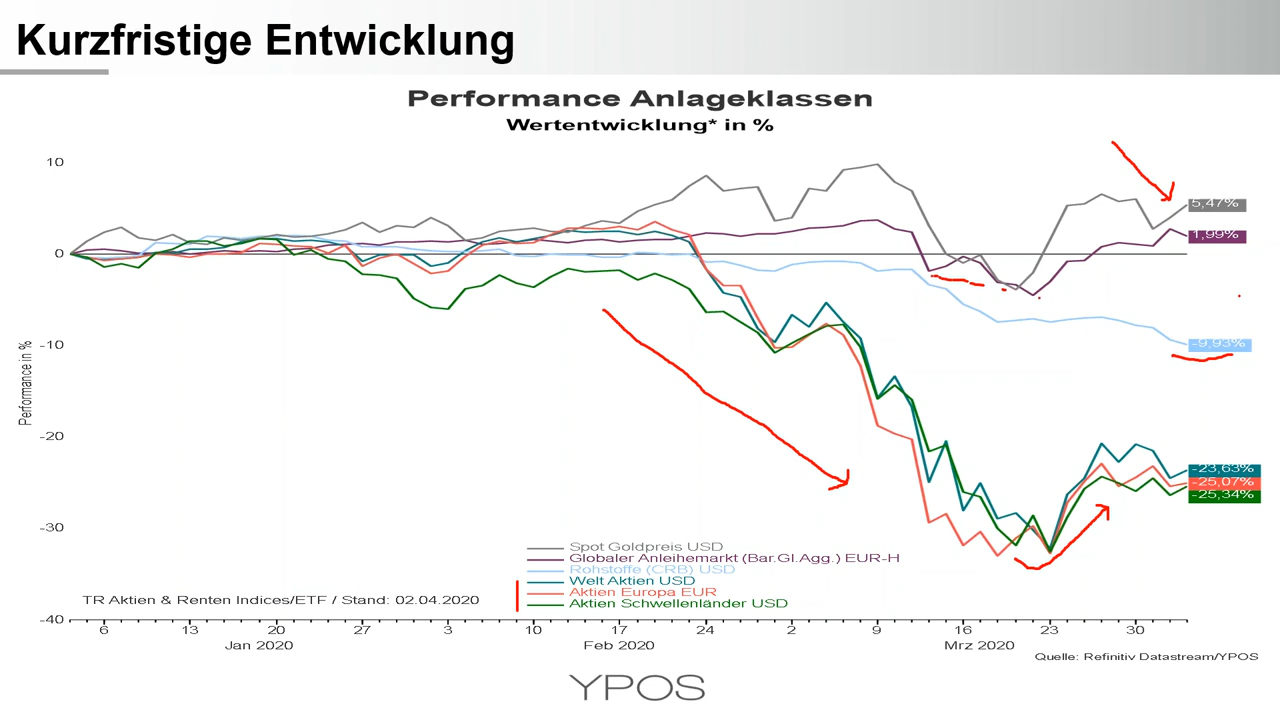 Kurzfristige Entwicklung
Performance Anlageklassen
Wertentwicklung* in %
10
0
-10
-20
-30
-40
Performance in %
5,47%
1,99%
-9,93%
-23,63%
-25,07%
-25,34%
Spot Goldpreis USD
Globaler Anleihemarkt (Bar.Gl.Agg.) EUR-H
Rohstoffe (CRB) USD
Welt Aktien USD
Aktien Europa EUR
Aktien Schwellenländer USD
TR Aktien & Renten Indices/ETF / Stand: 02.04.2020
6 13 20 27 3 10 17 24 2 9 16 23 30
Jan 2020 Feb 2020 Mrz 2020
Quelle: Refinitiv Datastream/YPOS
YPOS